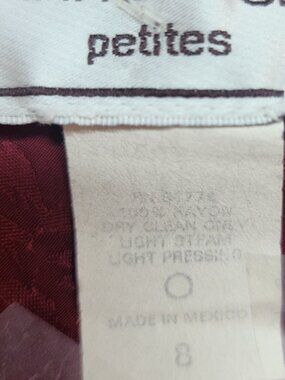 petites
100% RAYON
DRY CLEAN ONLY
LIGHT STEAM
LIGHT PRESSING
MADE IN MEXICO
8